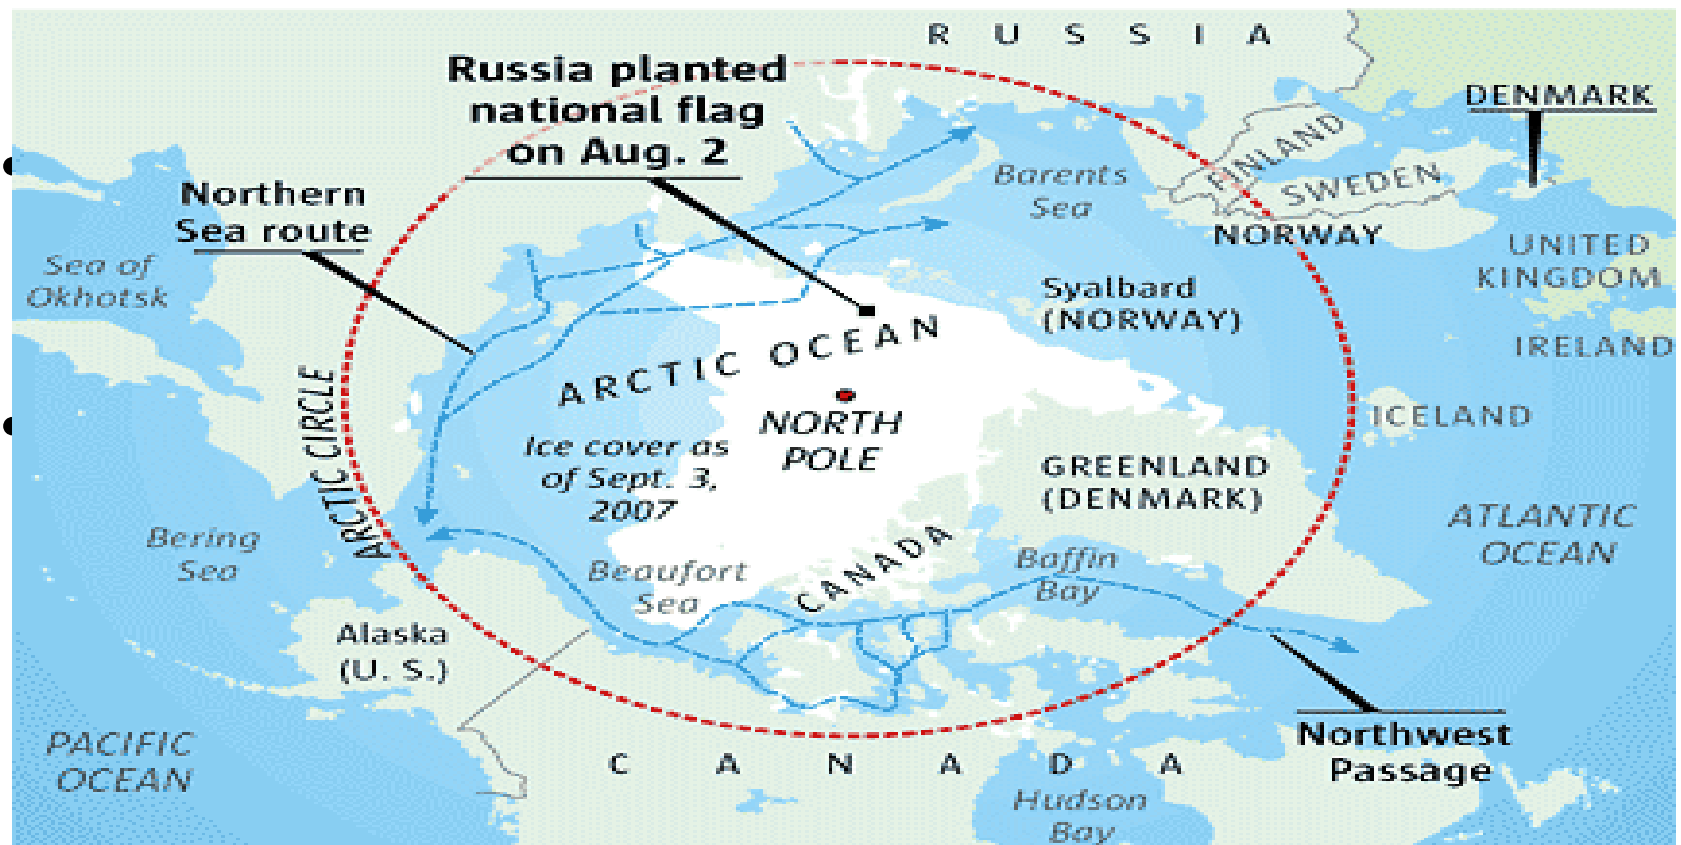 R U S S I A
Russia planted
national flag
on Aug. 2
DENMARK
Northern
Sea route
Barents
Sea
FINLAND
SWEDEN
NORWAY
UNITED
KINGDOM
Sea of
Okhotsk
Syalbard
(NORWAY)
IRELAND
ARCTIC OCEAN
ARCTIC CIRCLE
NORTH
POLE
ICELAND
Ice cover as
of Sept. 3,
2007
GREENLAND
(DENMARK)
ATLANTIC
OCEAN
Bering
Sea
Beaufort
Sea
CANADA
Baffin
Bay
Alaska
(U. S.)
Northwest
Passage
PACIFIC
OCEAN
C A N A D A
Hudson
Bay